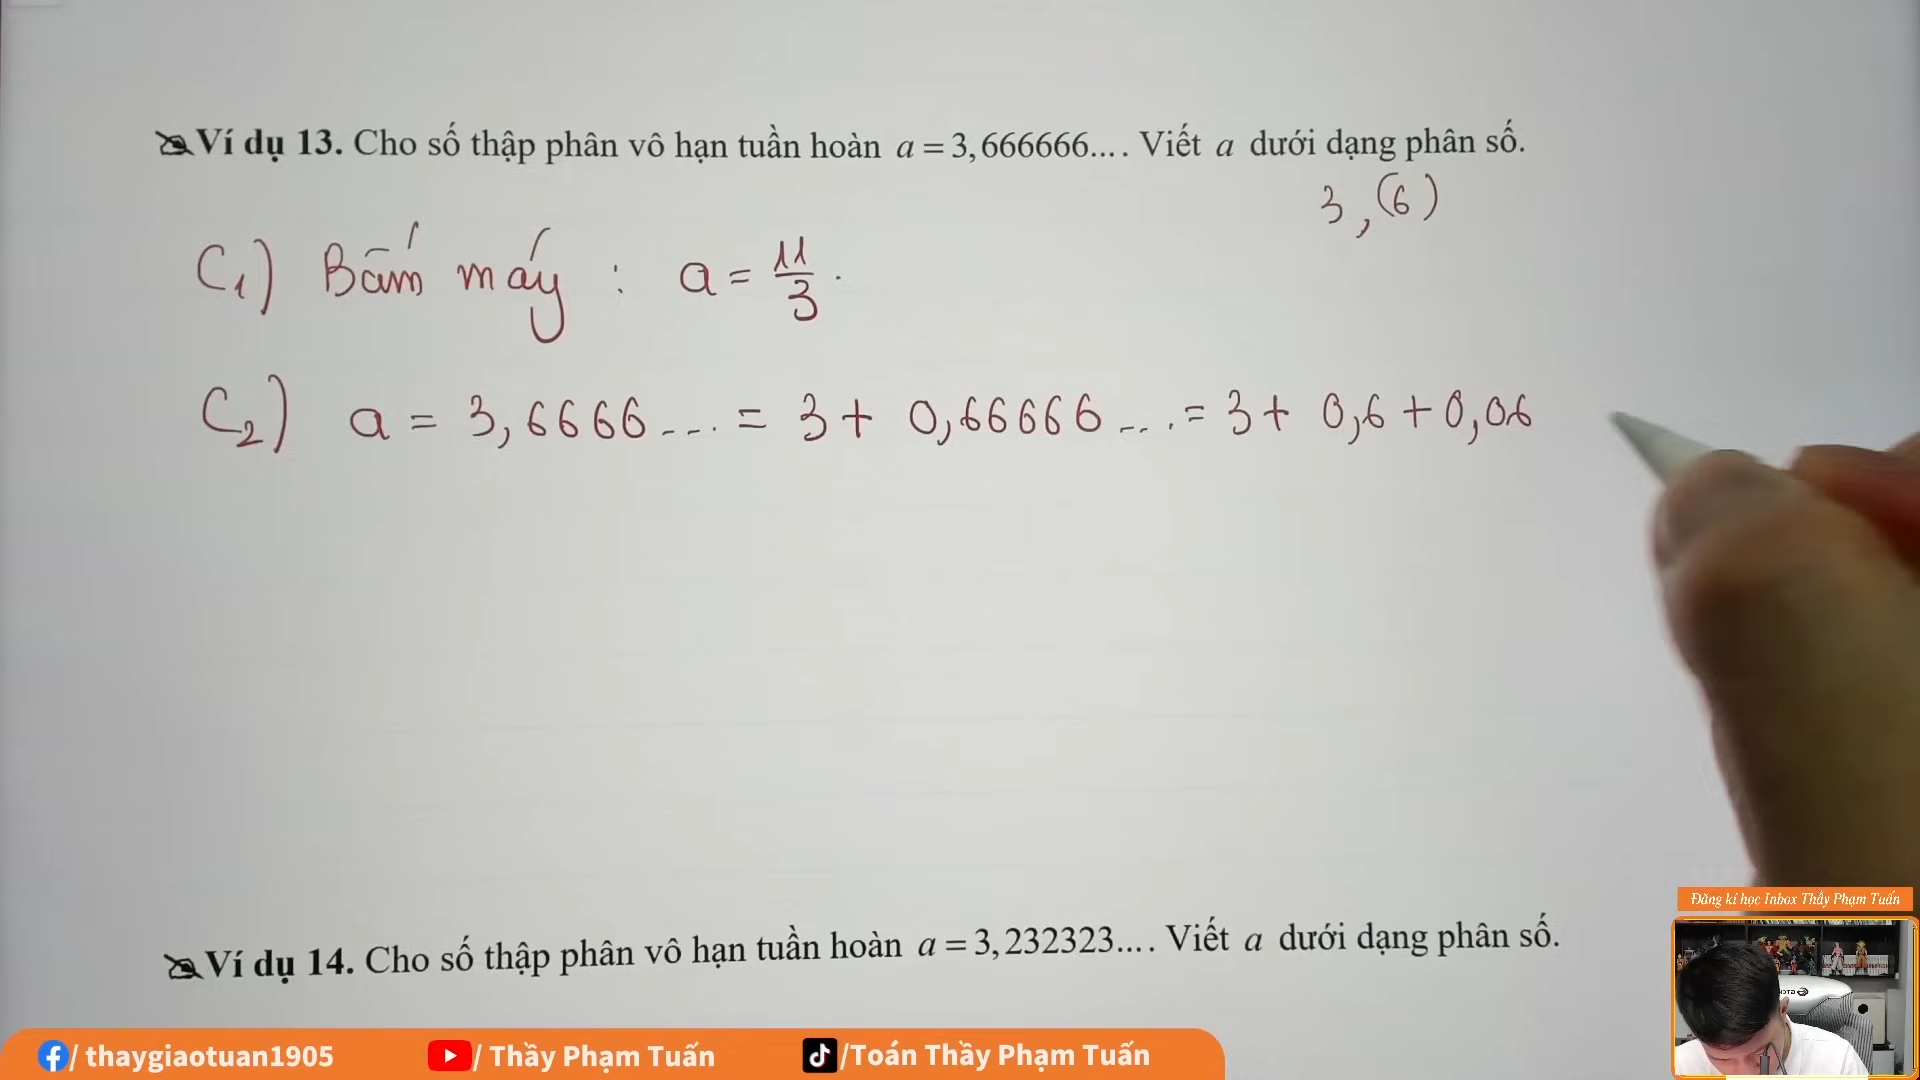 Ví dụ 13. Cho số thập phân vô hạn tuần hoàn a = 3,666666.... Viết a dưới dạng phân số.
3,(6)
C1) Bấm máy : a = 11/3.
C2) a = 3,6666... = 3 + 0,66666... = 3 + 0,6 + 0,06
Ví dụ 14. Cho số thập phân vô hạn tuần hoàn a = 3,232323.... Viết a dưới dạng phân số.
Đăng kí học Inbox Thầy Phạm Tuấn
/ thaygiaotuan1905
/ Thầy Phạm Tuấn
/Toán Thầy Phạm Tuấn